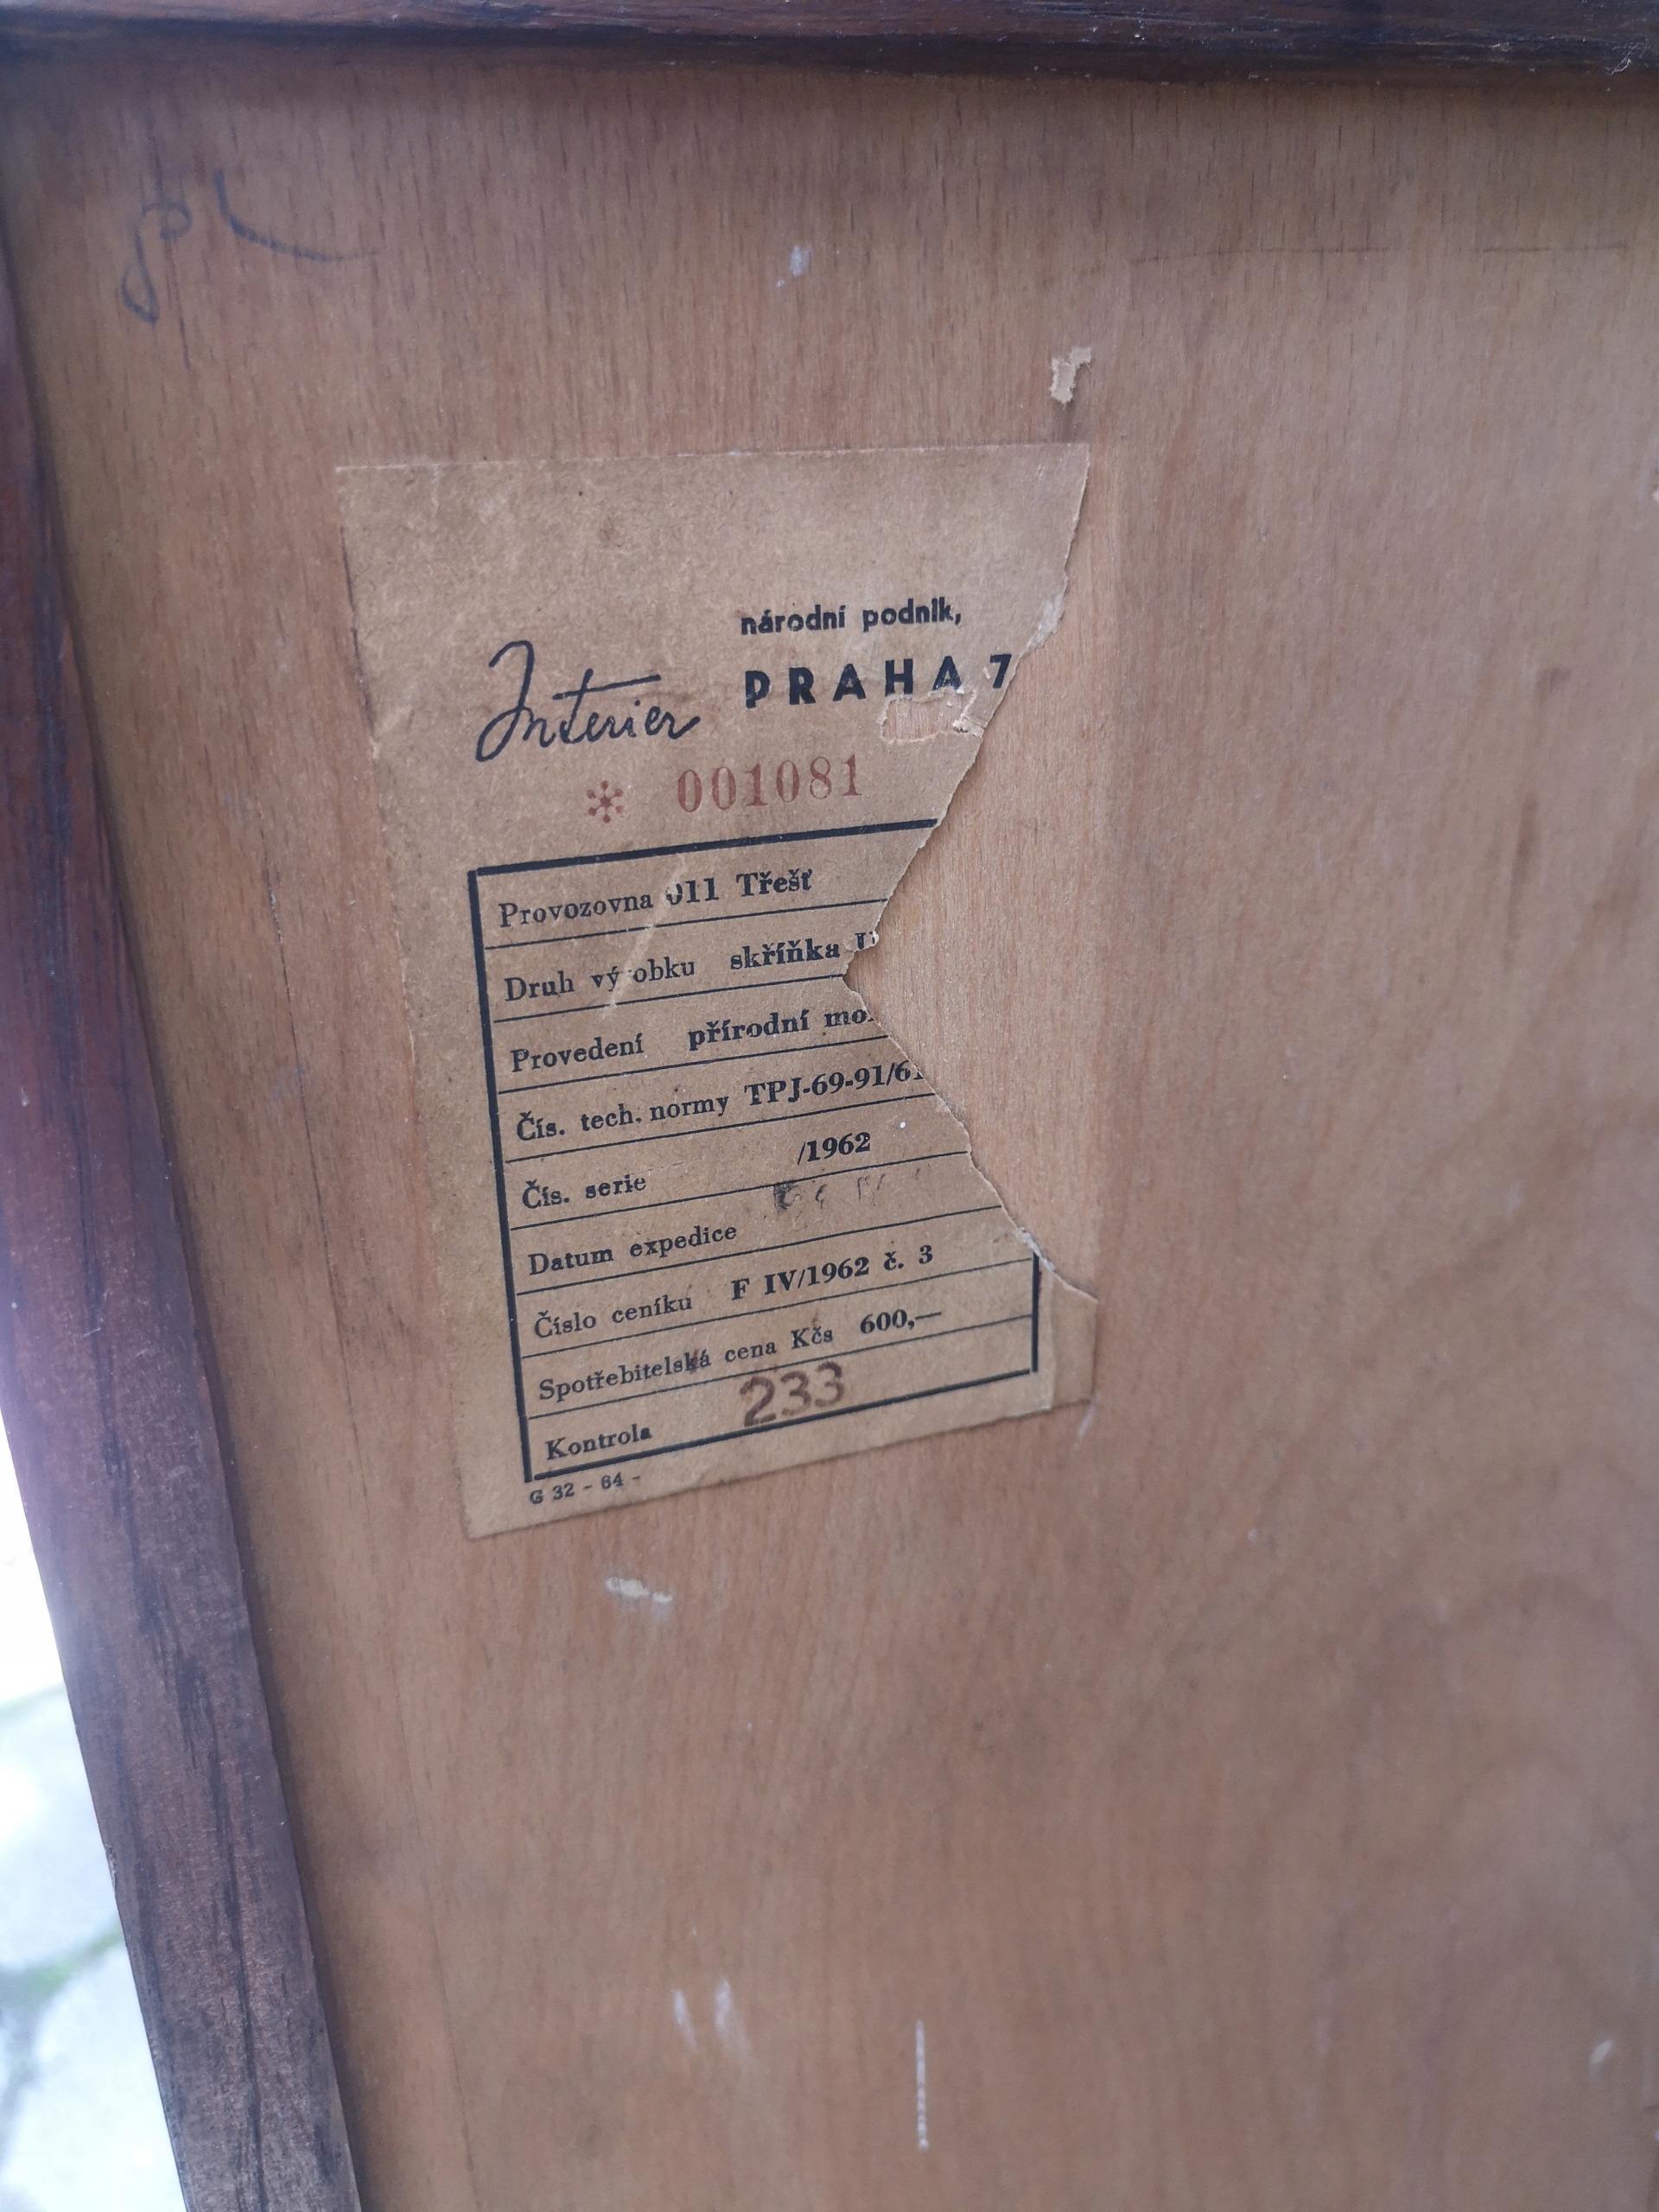 národní podnik,
Interier PRAHA 7
* 001081
Provozovna 011 Třešť
Druh výrobku skříňka
Provedení přírodní
Čís. tech. normy TPJ-69-91/61
Čís. serie /1962
Datum expedice
Číslo ceníku F IV/1962 č. 3
Spotřebitelská cena Kčs 600,—
Kontrola 233
G 32 - 64 -